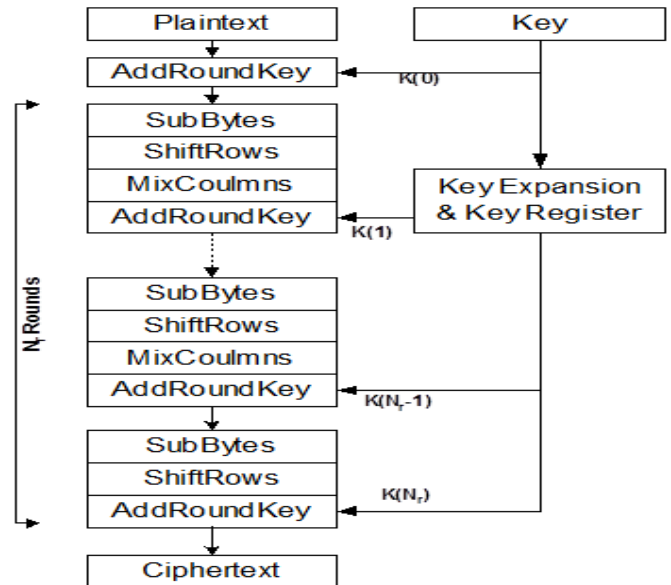 Plaintext
Key
AddRoundKey
K(0)
SubBytes
ShiftRows
MixCoulmns
AddRoundKey
Key Expansion
& Key Register
K(1)
SubBytes
ShiftRows
MixCoulmns
AddRoundKey
K(Nr-1)
SubBytes
ShiftRows
AddRoundKey
K(Nr)
Ciphertext
Nr Rounds